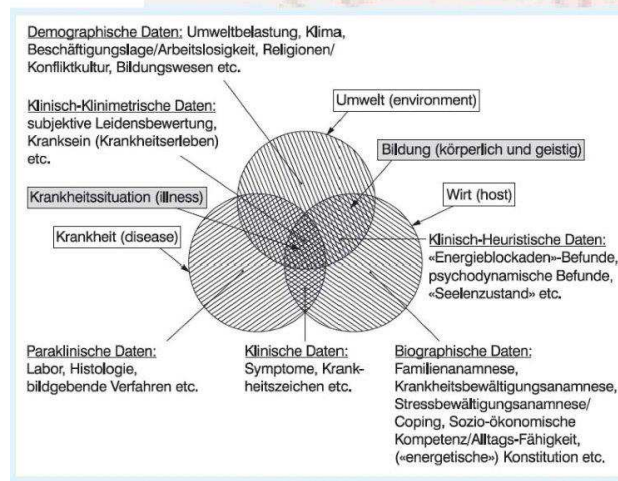 Demographische Daten: Umweltbelastung, Klima,
Beschäftigungslage/Arbeitslosigkeit, Religionen/
Konfliktkultur, Bildungswesen etc.
Klinisch-Klinimetrische Daten:
subjektive Leidensbewertung,
Kranksein (Krankheitserleben)
etc.
Umwelt (environment)
Bildung (körperlich und geistig)
Krankheitssituation (illness)
Wirt (host)
Krankheit (disease)
Klinisch-Heuristische Daten:
«Energieblockaden»-Befunde,
psychodynamische Befunde,
«Seelenzustand» etc.
Paraklinische Daten:
Labor, Histologie,
bildgebende Verfahren etc.
Klinische Daten:
Symptome, Krank-
heitszeichen etc.
Biographische Daten:
Familienanamnese,
Krankheitsbewältigungsanamnese,
Stressbewältigungsanamnese/
Coping, Sozio-ökonomische
Kompetenz/Alltags-Fähigkeit,
(«energetische») Konstitution etc.